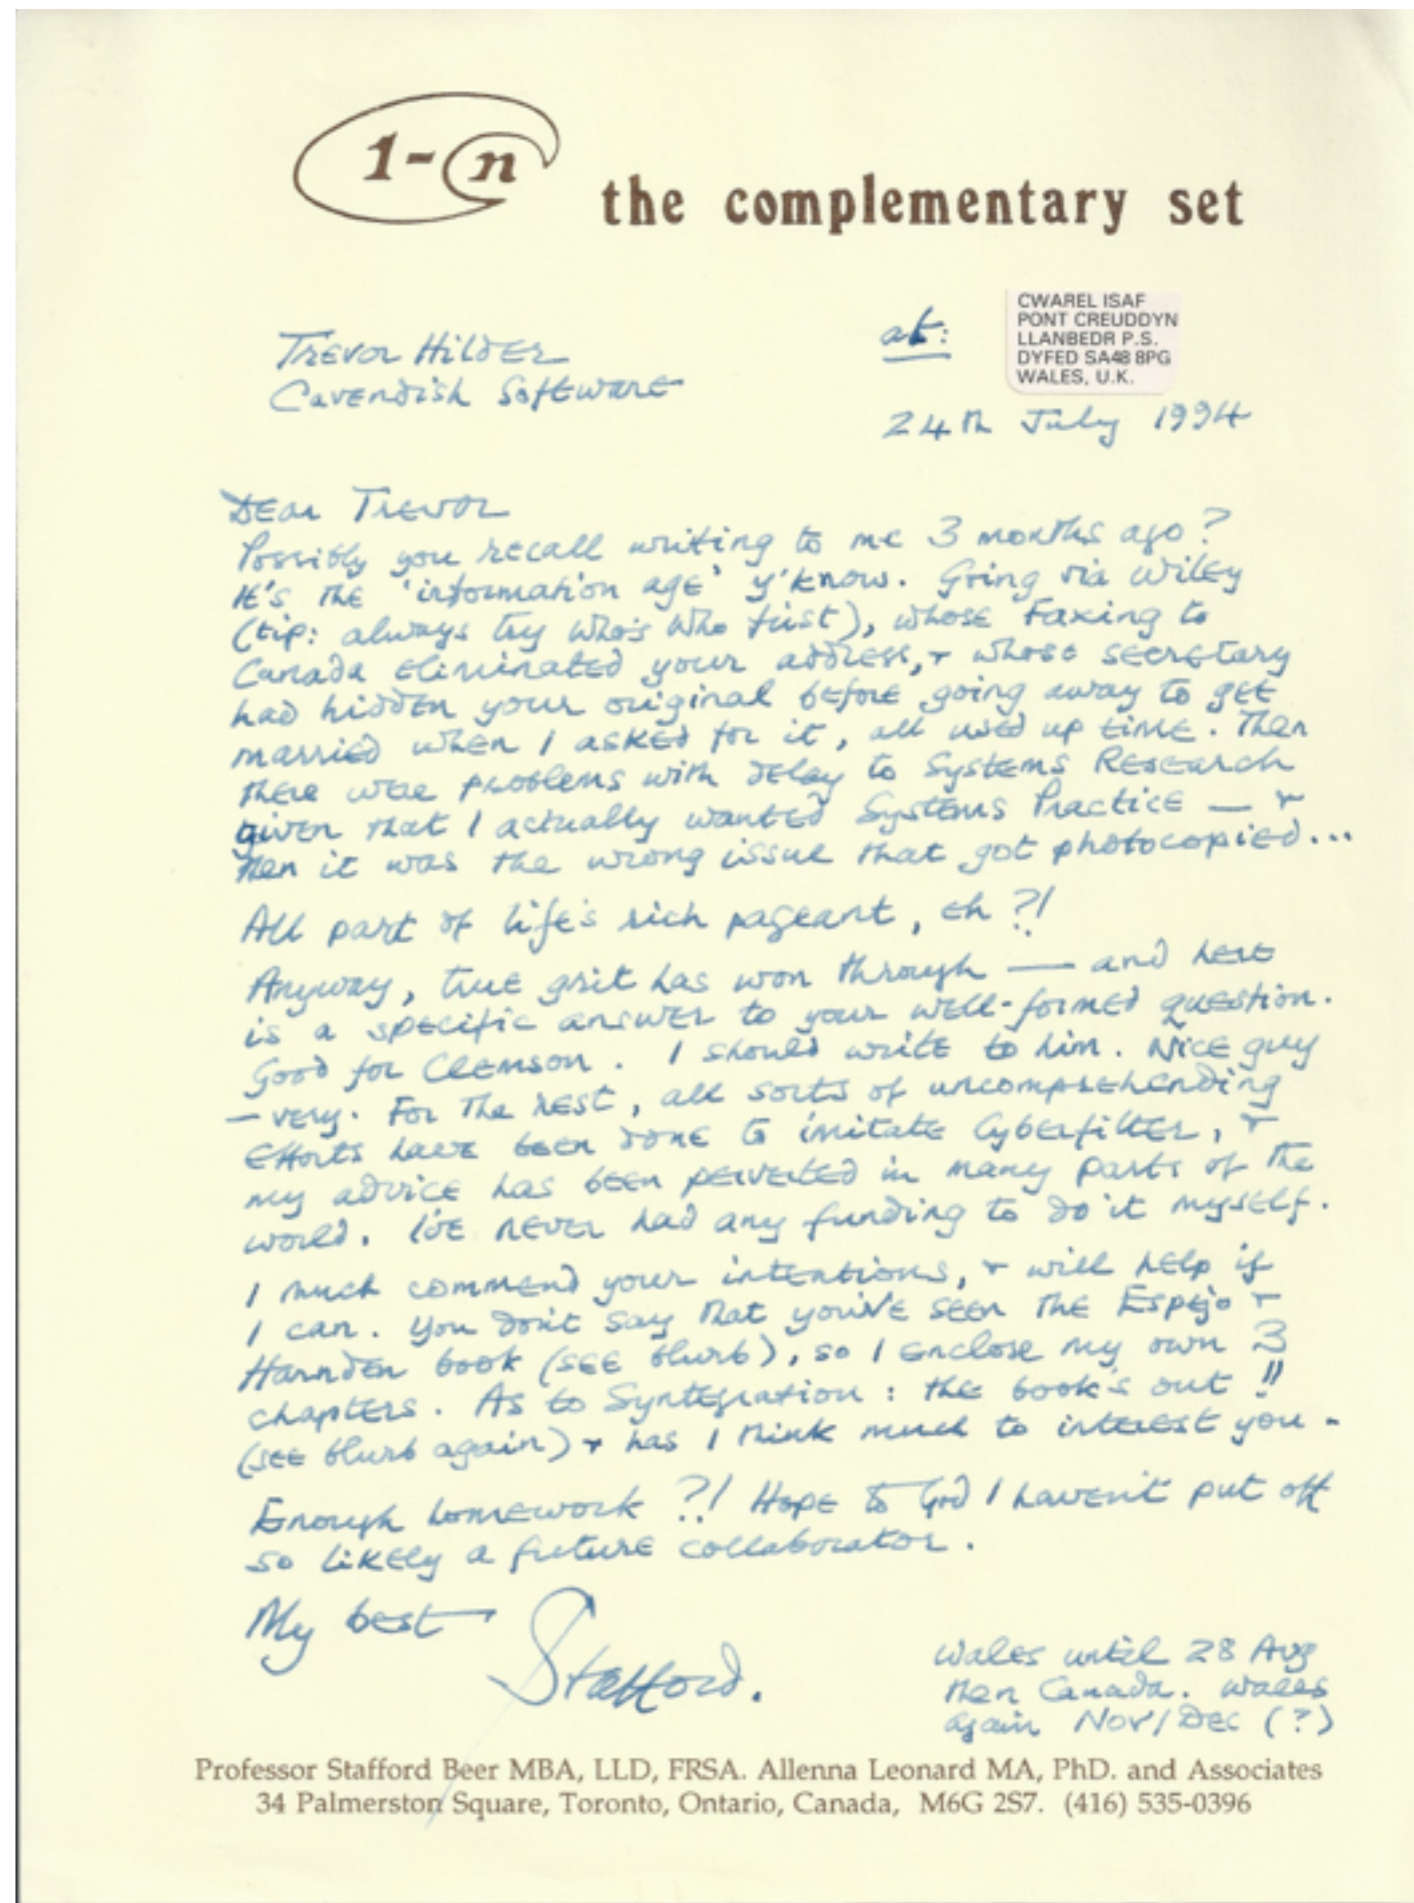 1-n
the complementary set
Trevor Hilder
Cavendish Software
at:
CWAREL ISAF
PONT CREUDDYN
LLANBEDR P.S.
DYFED SA48 8PG
WALES, U.K.
24th July 1994
Dear Trevor
Possibly you recall writing to me 3 months ago?
It's the 'information age' y'know. Going via Wiley
(tip: always try Who's Who first), whose Faxing to
Canada eliminated your address, + whose secretary
had hidden your original before going away to get
married when I asked for it, all used up time. Then
there were problems with delay to Systems Research
given that I actually wanted Systems Practice — +
then it was the wrong issue that got photocopied...
All part of life's rich pageant, eh ?!
Anyway, true grit has won through — and here
is a specific answer to your well-formed question.
Good for Clemson. I should write to him. Nice guy
— very. For the rest, all sorts of uncomprehending
efforts have been done to imitate Cyberfilter, +
my advice has been perverted in many parts of the
world. I've never had any funding to do it myself.
I much commend your intentions, + will help if
I can. You don't say that you've seen the Espejo +
Harnden book (see blurb), so I enclose my own 3
chapters. As to Syntegration : the book's out !!
(see blurb again) + has I think much to interest you -
Enough homework ?! Hope to God I haven't put off
so likely a future collaborator.
My best
Stafford.
Wales until 28 Aug
then Canada. Wales
again Nov/Dec (?)
Professor Stafford Beer MBA, LLD, FRSA. Allenna Leonard MA, PhD. and Associates
34 Palmerston Square, Toronto, Ontario, Canada, M6G 2S7. (416) 535-0396